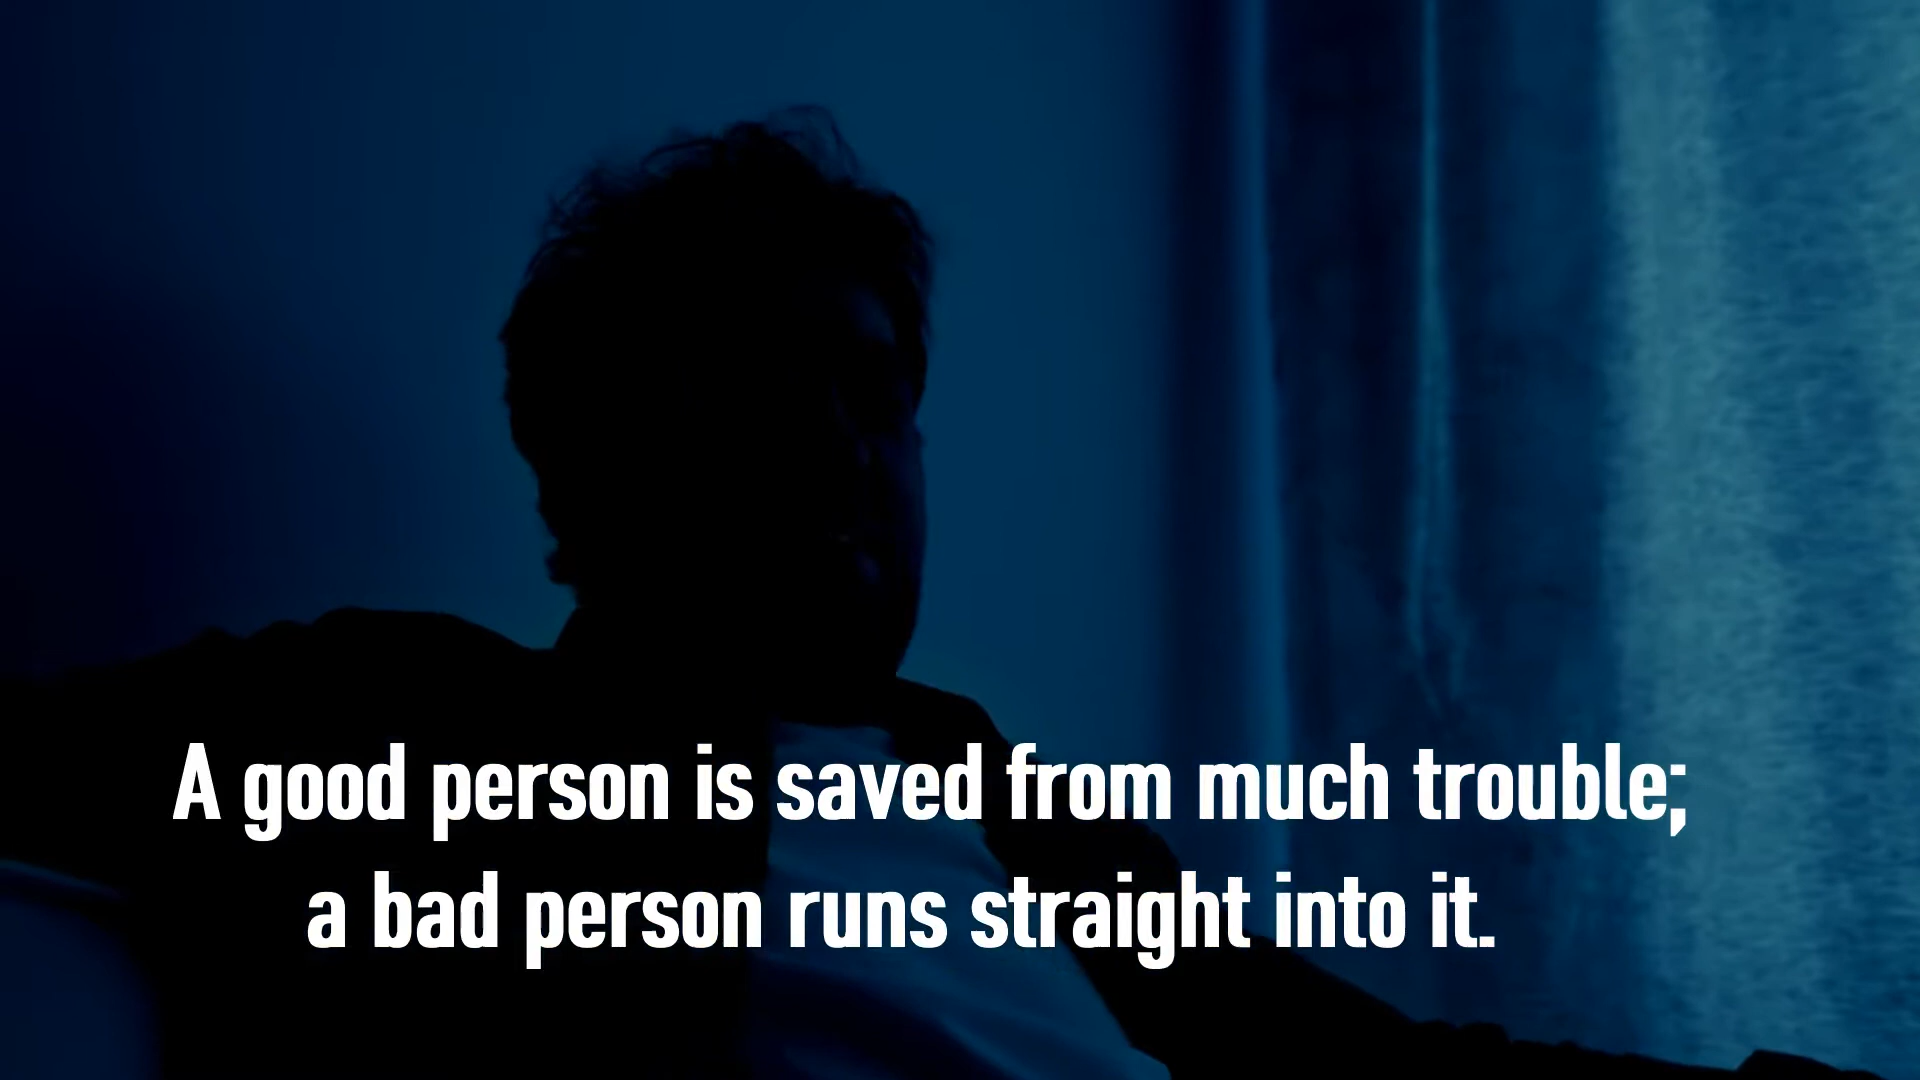 A good person is saved from much trouble;
a bad person runs straight into it.